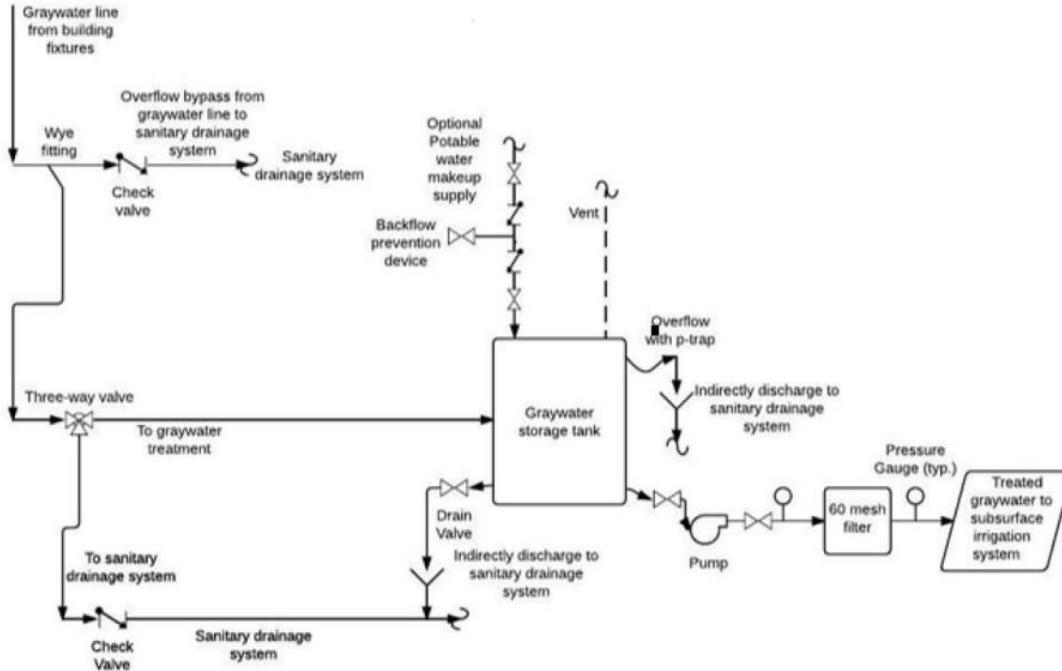 Graywater line
from building
fixtures
Overflow bypass from
graywater line to
sanitary drainage
system
Wye
fitting
Sanitary
drainage system
Check
valve
Optional
Potable
water
makeup
supply
Vent
Backflow
prevention
device
Overflow
with p-trap
Three-way valve
To graywater
treatment
Graywater
storage tank
Indirectly discharge to
sanitary drainage
system
Pressure
Gauge (typ.)
Treated
graywater to
subsurface
irrigation
system
60 mesh
filter
Drain
Valve
Pump
Indirectly discharge to
sanitary drainage
system
To sanitary
drainage system
Sanitary drainage
system
Check
Valve